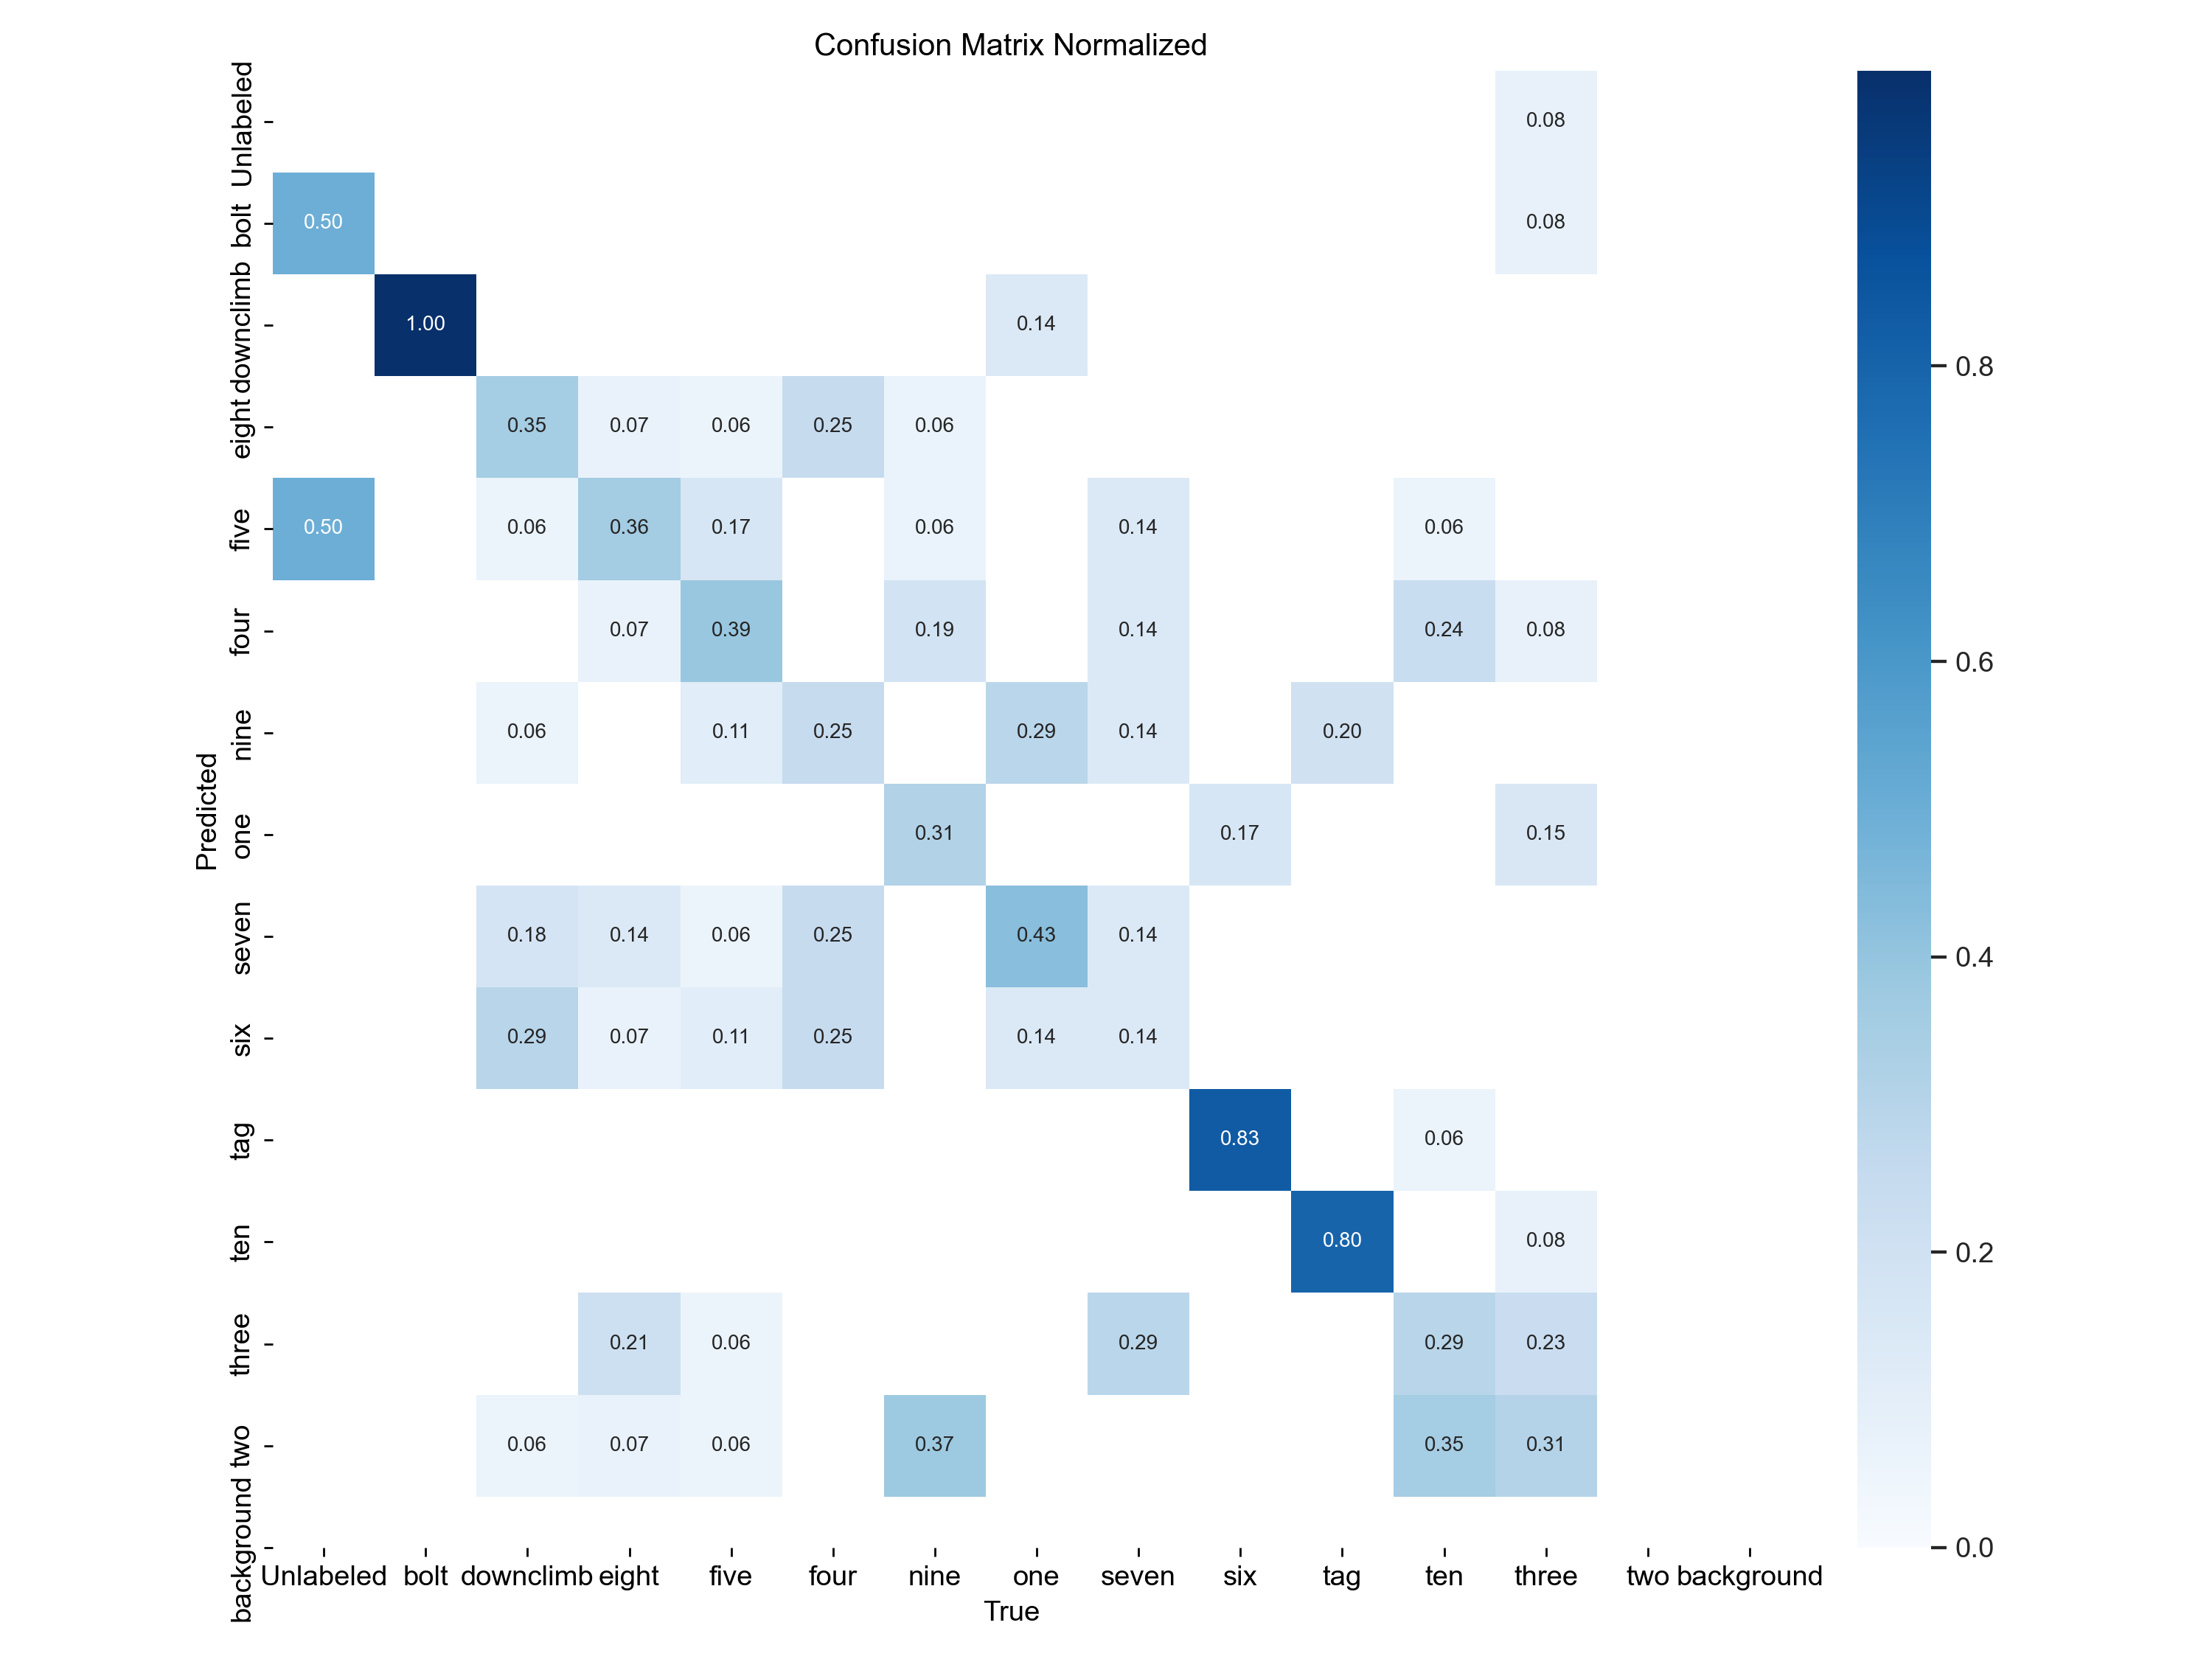 Confusion Matrix Normalized
Unlabeled 0.08
bolt 0.50 0.08
downclimb 1.00 0.14
0.8
eight 0.35 0.07 0.06 0.25 0.06
five 0.50 0.06 0.36 0.17 0.06 0.14 0.06
four 0.07 0.39 0.19 0.14 0.24 0.08
0.6
nine 0.06 0.11 0.25 0.29 0.14 0.20
Predicted
one 0.31 0.17 0.15
seven 0.18 0.14 0.06 0.25 0.43 0.14
0.4
six 0.29 0.07 0.11 0.25 0.14 0.14
tag 0.83 0.06
ten 0.80 0.08
0.2
three 0.21 0.06 0.29 0.29 0.23
two 0.06 0.07 0.06 0.37 0.35 0.31
background
0.0
Unlabeled bolt downclimb eight five four nine one seven six tag ten three two background
True